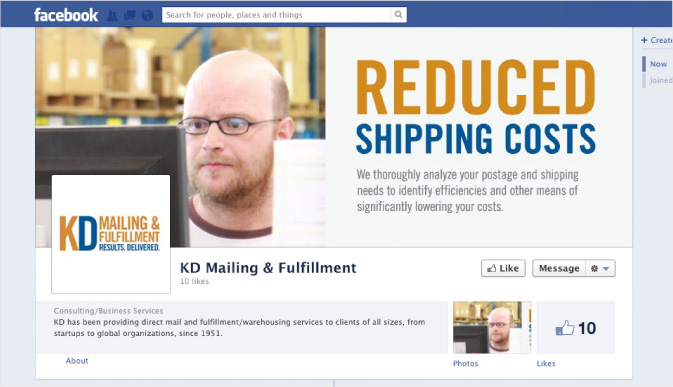 facebook
Search for people, places and things
+ Create
Now
Joined
REDUCED
SHIPPING COSTS
We thoroughly analyze your postage and shipping
needs to identify efficiencies and other means of
significantly lowering your costs.
KD MAILING &
FULFILLMENT
RESULTS. DELIVERED.
KD Mailing & Fulfillment
10 likes
Like
Message
Consulting/Business Services
KD has been providing direct mail and fulfillment/warehousing services to clients of all sizes, from
startups to global organizations, since 1951.
10
About
Photos
Likes